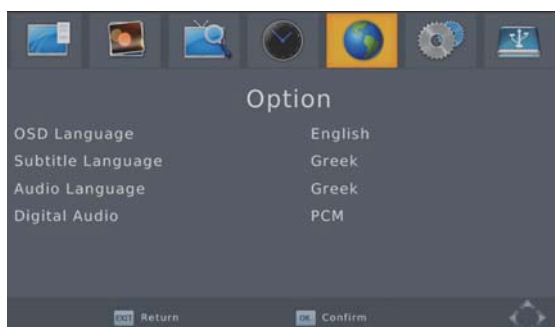 Option
OSD Language English
Subtitle Language Greek
Audio Language Greek
Digital Audio PCM
EXIT Return OK Confirm